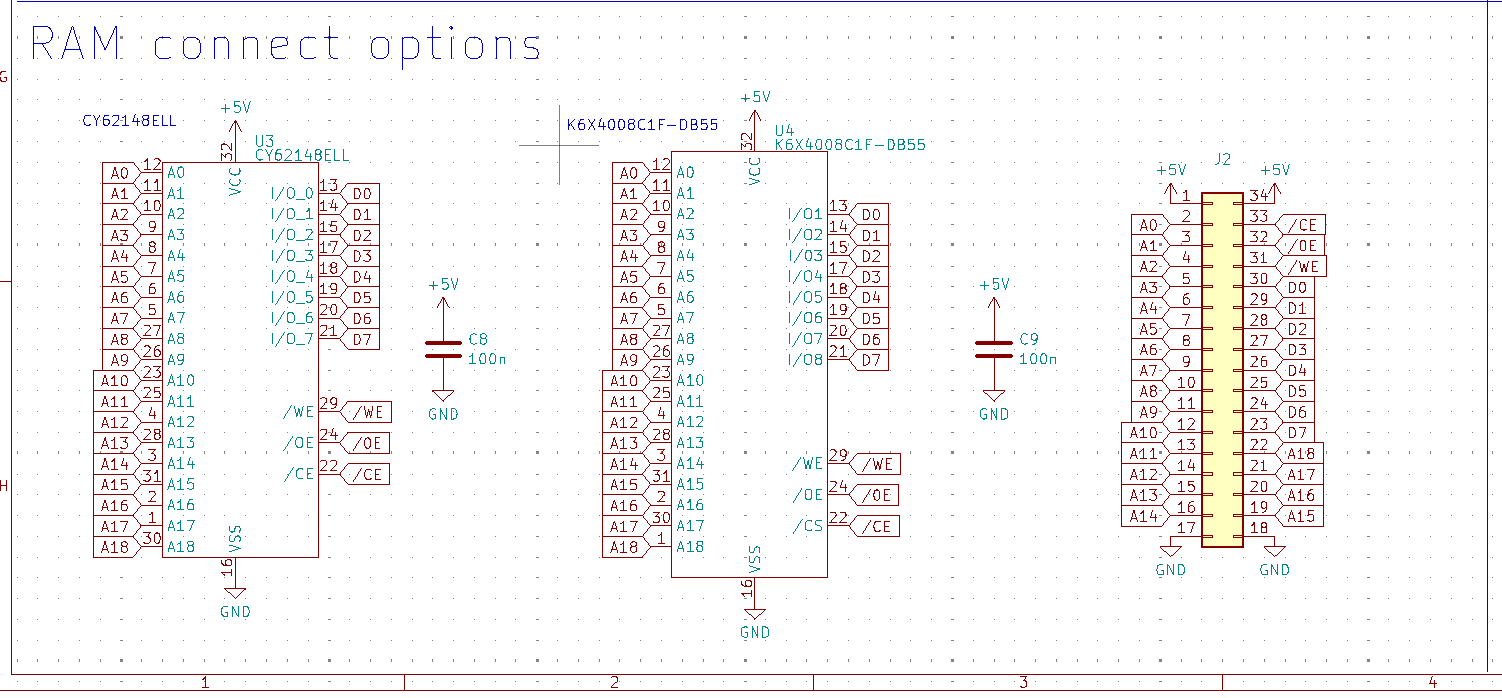 RAM connect options
G
H
CY62148ELL
+5V
U3
CY62148ELL
32
VCC
A0 12 A0
A1 11 A1
A2 10 A2
A3 9 A3
A4 8 A4
A5 7 A5
A6 6 A6
A7 5 A7
A8 27 A8
A9 26 A9
A10 23 A10
A11 25 A11
A12 4 A12
A13 28 A13
A14 3 A14
A15 31 A15
A16 2 A16
A17 1 A17
A18 30 A18
I/O_0 13 D0
I/O_1 14 D1
I/O_2 15 D2
I/O_3 17 D3
I/O_4 18 D4
I/O_5 19 D5
I/O_6 20 D6
I/O_7 21 D7
/WE 29 /WE
/OE 24 /OE
/CE 22 /CE
VSS
16
GND
+5V
C8
100n
GND
K6X4008C1F-DB55
+5V
U4
K6X4008C1F-DB55
32
VCC
A0 12 A0
A1 11 A1
A2 10 A2
A3 9 A3
A4 8 A4
A5 7 A5
A6 6 A6
A7 5 A7
A8 27 A8
A9 26 A9
A10 23 A10
A11 25 A11
A12 4 A12
A13 28 A13
A14 3 A14
A15 31 A15
A16 2 A16
A17 30 A17
A18 1 A18
I/O1 13 D0
I/O2 14 D1
I/O3 15 D2
I/O4 17 D3
I/O5 18 D4
I/O6 19 D5
I/O7 20 D6
I/O8 21 D7
/WE 29 /WE
/OE 24 /OE
/CS 22 /CE
VSS
16
GND
+5V
C9
100n
GND
J2
+5V +5V
1 34
A0 2 33 /CE
A1 3 32 /OE
A2 4 31 /WE
A3 5 30 D0
A4 6 29 D1
A5 7 28 D2
A6 8 27 D3
A7 9 26 D4
A8 10 25 D5
A9 11 24 D6
A10 12 23 D7
A11 13 22 A18
A12 14 21 A17
A13 15 20 A16
A14 16 19 A15
17 18
GND GND
1 2 3 4